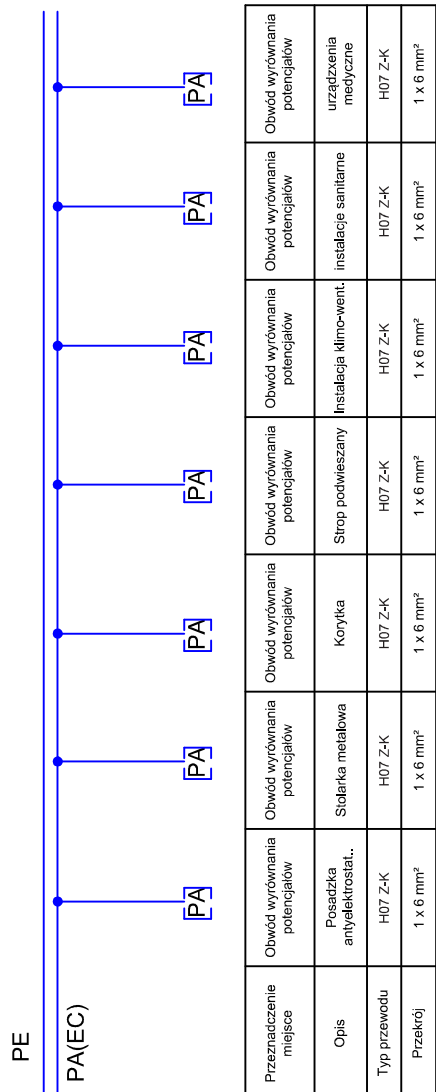 PE
PA(EC)
PA
PA
PA
PA
PA
PA
PA
Przeznaczenie
miejsce
Obwód wyrównania
potencjałów
Obwód wyrównania
potencjałów
Obwód wyrównania
potencjałów
Obwód wyrównania
potencjałów
Obwód wyrównania
potencjałów
Obwód wyrównania
potencjałów
Obwód wyrównania
potencjałów
Opis
Posadzka
antyelektrostat..
Stolarka metalowa
Korytka
Strop podwieszany
Instalacja klimo-went.
instalacje sanitarne
urządzxenia
medyczne
Typ przewodu
H07 Z-K
H07 Z-K
H07 Z-K
H07 Z-K
H07 Z-K
H07 Z-K
H07 Z-K
Przekrój
1 x 6 mm²
1 x 6 mm²
1 x 6 mm²
1 x 6 mm²
1 x 6 mm²
1 x 6 mm²
1 x 6 mm²